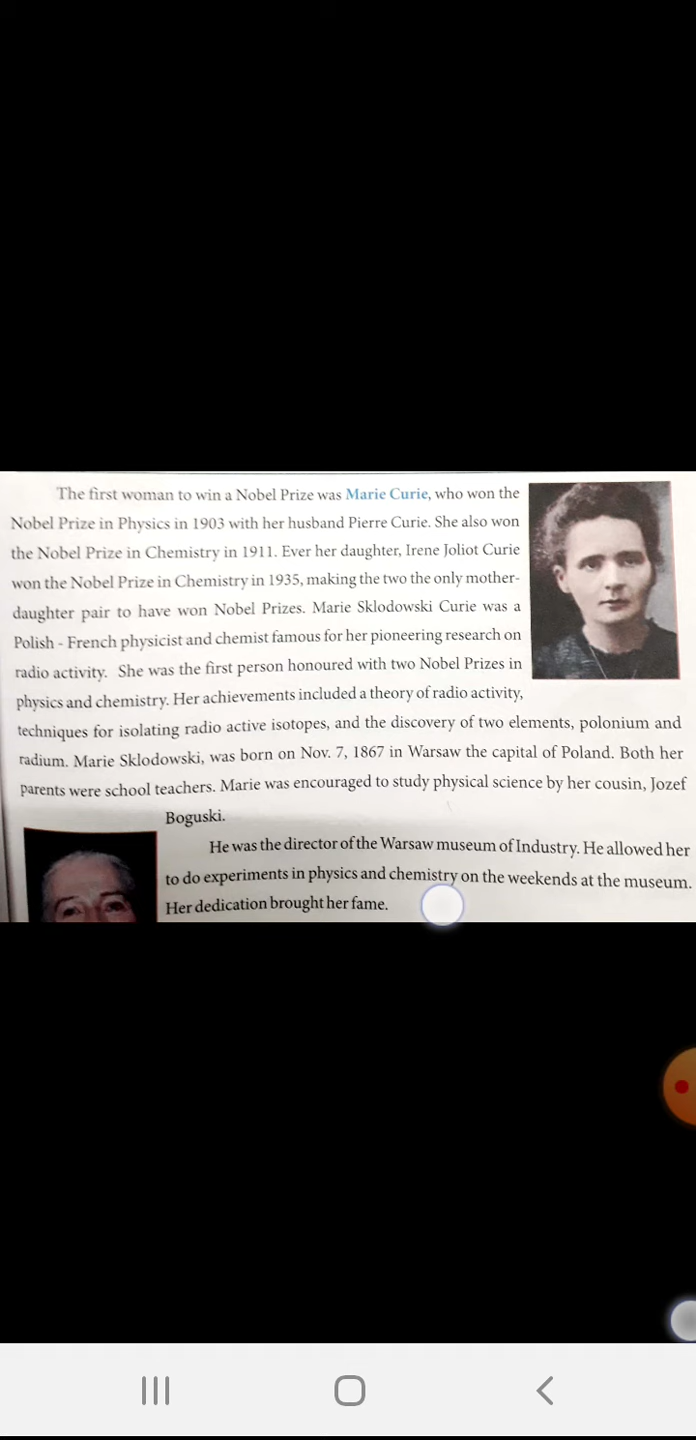 The first woman to win a Nobel Prize was Marie Curie, who won the
Nobel Prize in Physics in 1903 with her husband Pierre Curie. She also won
the Nobel Prize in Chemistry in 1911. Ever her daughter, Irene Joliot Curie
won the Nobel Prize in Chemistry in 1935, making the two the only mother-
daughter pair to have won Nobel Prizes. Marie Sklodowski Curie was a
Polish - French physicist and chemist famous for her pioneering research on
radio activity. She was the first person honoured with two Nobel Prizes in
physics and chemistry. Her achievements included a theory of radio activity,
techniques for isolating radio active isotopes, and the discovery of two elements, polonium and
radium. Marie Sklodowski, was born on Nov. 7, 1867 in Warsaw the capital of Poland. Both her
parents were school teachers. Marie was encouraged to study physical science by her cousin, Jozef
Boguski.
He was the director of the Warsaw museum of Industry. He allowed her
to do experiments in physics and chemistry on the weekends at the museum.
Her dedication brought her fame.